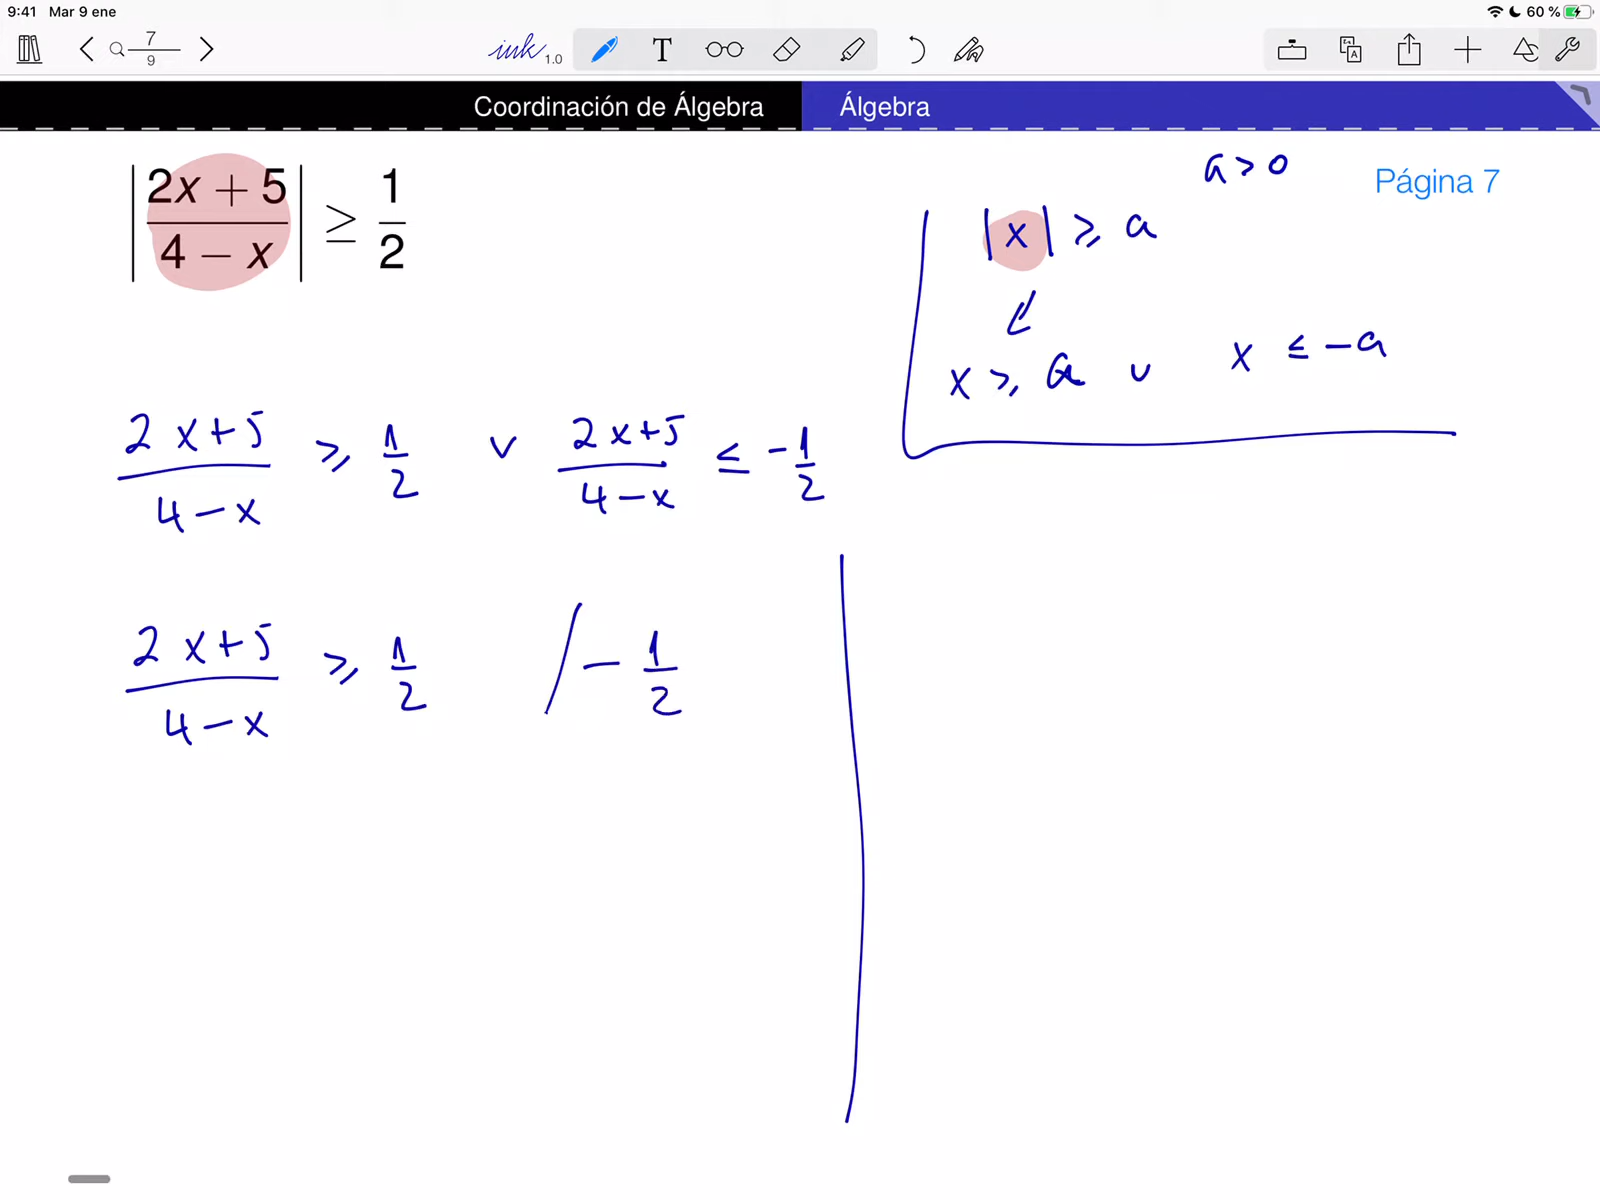 9:41 Mar 9 ene 60 %
7
9
ink 1.0 T
Coordinación de Álgebra Álgebra
Página 7
|2x + 5 / 4 − x| ≥ 1/2
a > 0
|x| ≥ a
x ≥ a ∨ x ≤ −a
2x+5 / 4−x ≥ 1/2 ∨ 2x+5 / 4−x ≤ −1/2
2x+5 / 4−x ≥ 1/2 / − 1/2